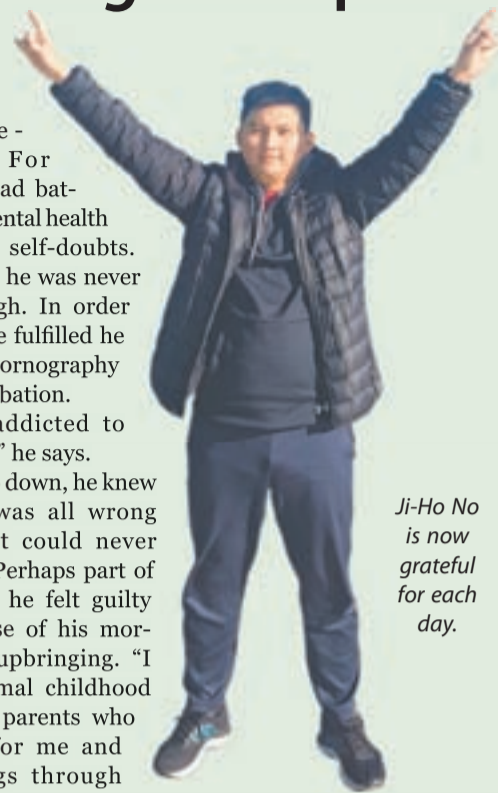 e -
For
ad bat-
ental health
self-doubts.
he was never
gh. In order
e fulfilled he
ornography
bation.
addicted to
” he says.
down, he knew
was all wrong
t could never
Perhaps part of
he felt guilty
se of his mor-
upbringing. “I
mal childhood
parents who
or me and
gs through
Ji-Ho No
is now
grateful
for each
day.